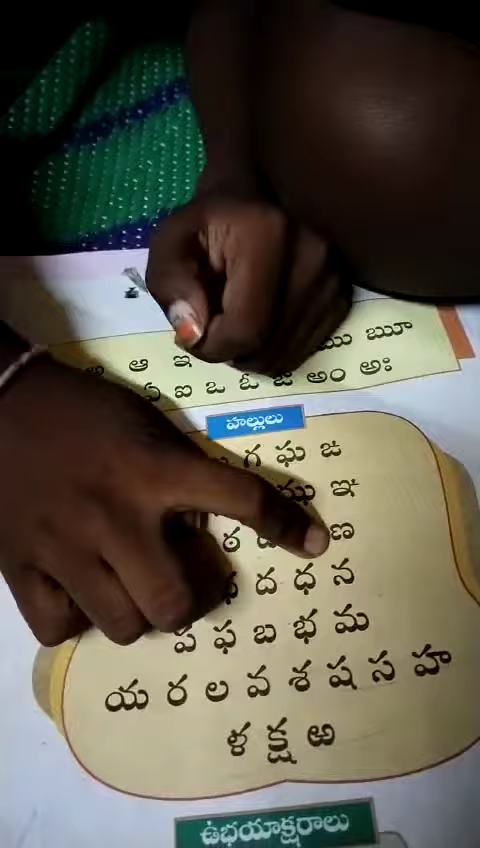 ఆ ఇ ఋ ౠ
ఏ ఐ ఒ ఓ ఔ అం అః
హల్లులు
గ ఘ ఙ
ఝ ఞ
ఠ ణ
ద ధ న
ప ఫ బ భ మ
య ర ల వ శ ష స హ
ళ క్ష ఱ
ఉభయాక్షరాలు